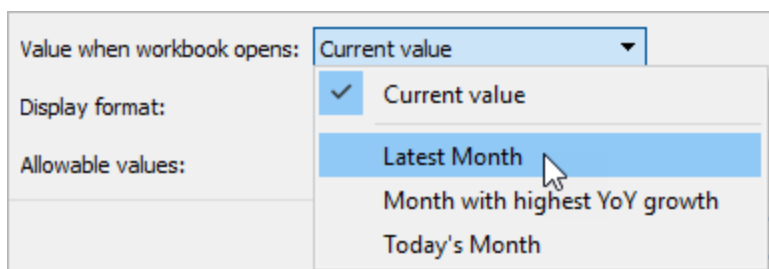 Value when workbook opens: Current value
Current value
Display format:
Allowable values:
Latest Month
Month with highest YoY growth
Today's Month